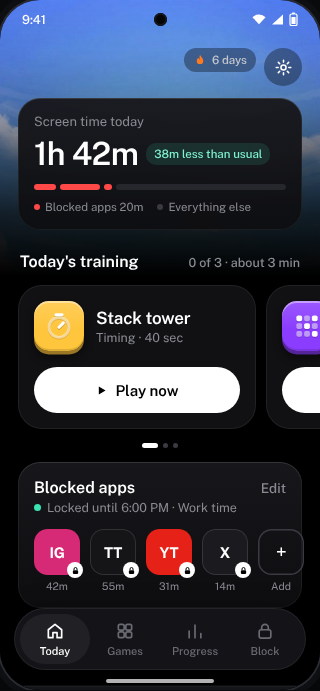 9:41
6 days
Screen time today
1h 42m 38m less than usual
Blocked apps 20m Everything else
Today's training 0 of 3 · about 3 min
Stack tower
Timing · 40 sec
Play now
Blocked apps Edit
Locked until 6:00 PM · Work time
IG TT YT X +
42m 55m 31m 14m Add
Today Games Progress Block